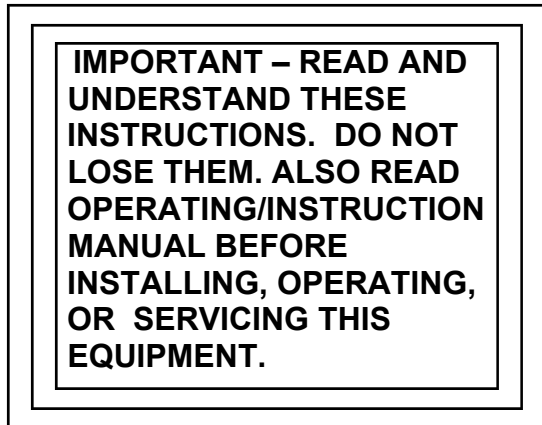 IMPORTANT – READ AND
UNDERSTAND THESE
INSTRUCTIONS.  DO NOT
LOSE THEM. ALSO READ
OPERATING/INSTRUCTION
MANUAL BEFORE
INSTALLING, OPERATING,
OR  SERVICING THIS
EQUIPMENT.